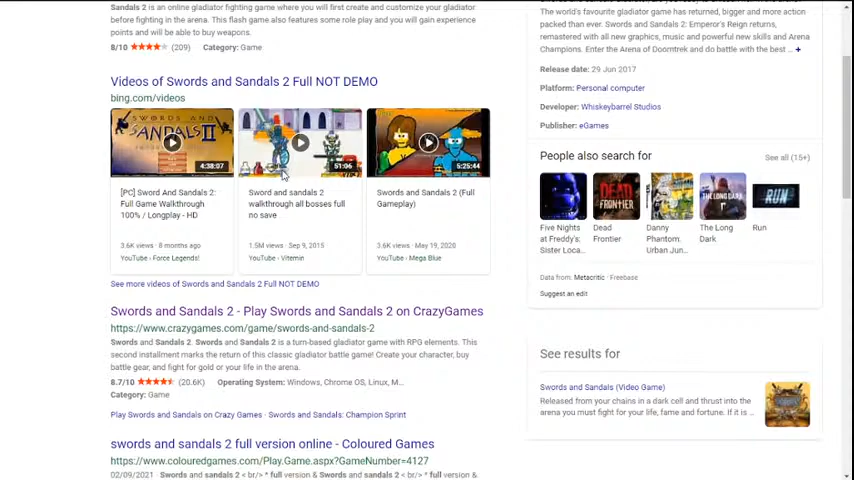 Sandals 2 is an online gladiator fighting game where you will first create and customize your gladiator
before fighting in the arena. This flash game also features some role play and you will gain experience
points and will be able to buy weapons.
8/10 (209) Category: Game
Videos of Swords and Sandals 2 Full NOT DEMO
bing.com/videos
SWORDS AND SANDALS II
4:38:07
51:06
5:25:44
[PC] Sword And Sandals 2:
Full Game Walkthrough
100% / Longplay - HD
3.6K views · 8 months ago
YouTube › Force Legends!
Sword and sandals 2
walkthrough all bosses full
no save
1.5M views · Sep 9, 2015
YouTube › Vitemin
Swords and Sandals 2 (Full
Gameplay)
3.6K views · May 19, 2020
YouTube › Mega Blue
See more videos of Swords and Sandals 2 Full NOT DEMO
Swords and Sandals 2 - Play Swords and Sandals 2 on CrazyGames
https://www.crazygames.com/game/swords-and-sandals-2
Swords and Sandals 2. Swords and Sandals 2 is a turn-based gladiator game with RPG elements. This
second installment marks the return of this classic gladiator battle game! Create your character, buy
battle gear, and fight for gold or your life in the arena.
8.7/10 (20.6K) Operating System: Windows, Chrome OS, Linux, M...
Category: Game
Play Swords and Sandals on Crazy Games · Swords and Sandals: Champion Sprint
swords and sandals 2 full version online - Coloured Games
https://www.colouredgames.com/Play.Game.aspx?GameNumber=4127
02/09/2021 · Swords and sandals 2 < br/> * full version & Swords and sandals 2 < br/> * full version &
The world's favourite gladiator game has returned, bigger and more action
packed than ever. Swords and Sandals 2: Emperor's Reign returns,
remastered with all new graphics, music and powerful new skills and Arena
Champions. Enter the Arena of Doomtrek and do battle with the best ... +
Release date: 29 Jun 2017
Platform: Personal computer
Developer: Whiskeybarrel Studios
Publisher: eGames
People also search for
See all (15+)
DEAD FRONTIER
THE LONG DARK
RUN
Five Nights
at Freddy's:
Sister Loca...
Dead
Frontier
Danny
Phantom:
Urban Jun...
The Long
Dark
Run
Data from: Metacritic · Freebase
Suggest an edit
See results for
Swords and Sandals (Video Game)
Released from your chains in a dark cell and thrust into the
arena you must fight for your life, fame and fortune. If it is ...